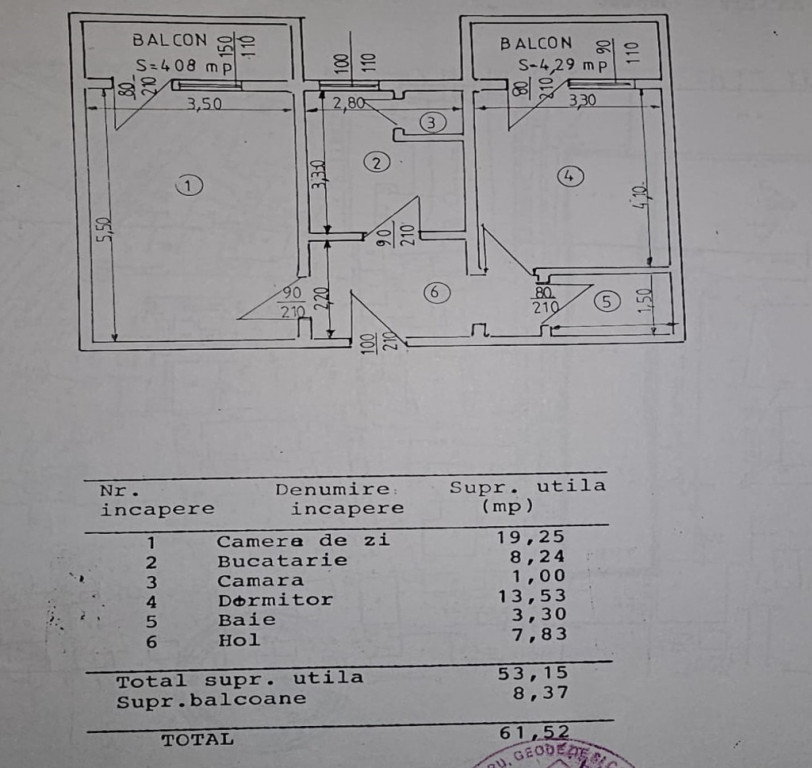 BALCON
S=4,08 mp
150
110
100
110
BALCON
S=4,29 mp
90
110
80
210
80
210
3,50
2,80
3,30
3
2
1
4
3,30
4,10
5,50
90
210
90
210
2,20
6
80
210
5
1,50
100
210
Nr. Denumire Supr. utila
incapere incapere (mp)
1 Camera de zi 19,25
2 Bucatarie 8,24
3 Camara 1,00
4 Dormitor 13,53
5 Baie 3,30
6 Hol 7,83
Total supr. utila 53,15
Supr.balcoane 8,37
TOTAL 61,52
GEODEZIE SI C